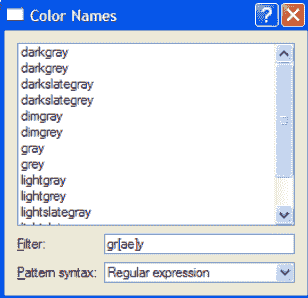 Color Names
darkgray
darkgrey
darkslategray
darkslategrey
dimgray
dimgrey
gray
grey
lightgray
lightgrey
lightslategray
Filter: gr[ae]y
Pattern syntax: Regular expression